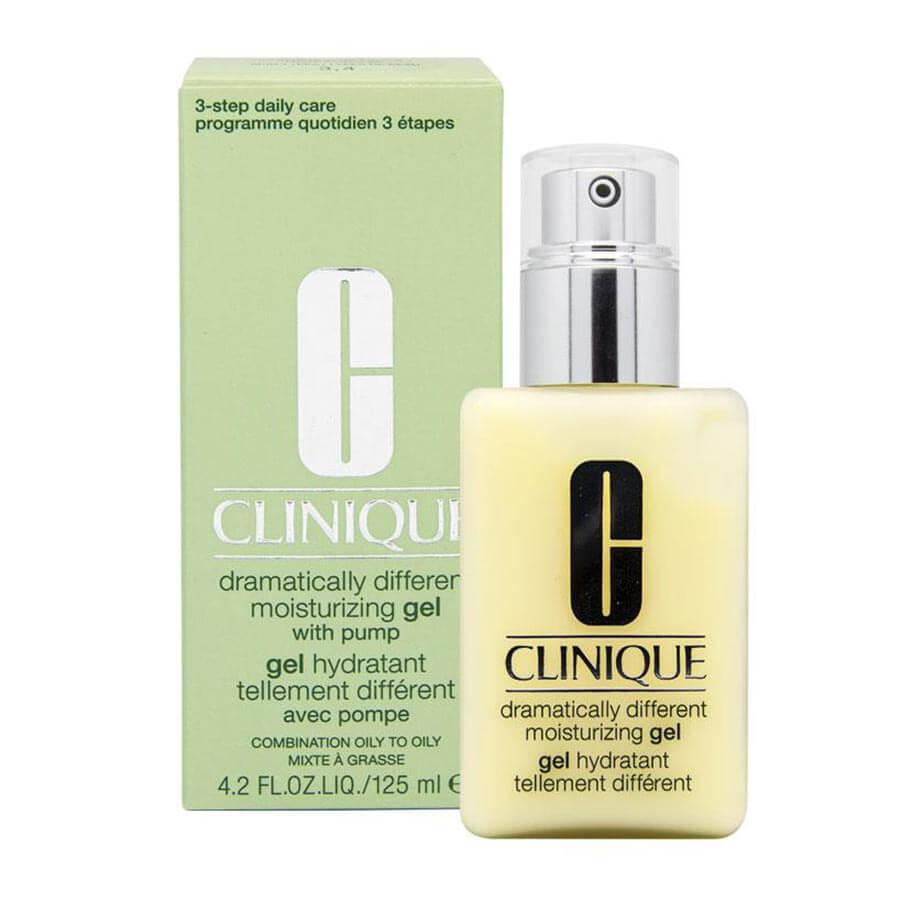 3-step daily care
programme quotidien 3 étapes
CLINIQUE
dramatically differen
moisturizing gel
with pump
gel hydratant
tellement différent
avec pompe
COMBINATION OILY TO OILY
MIXTE À GRASSE
4.2 FL.OZ.LIQ./125 ml ℮
C
CLINIQUE
dramatically different
moisturizing gel
gel hydratant
tellement différent